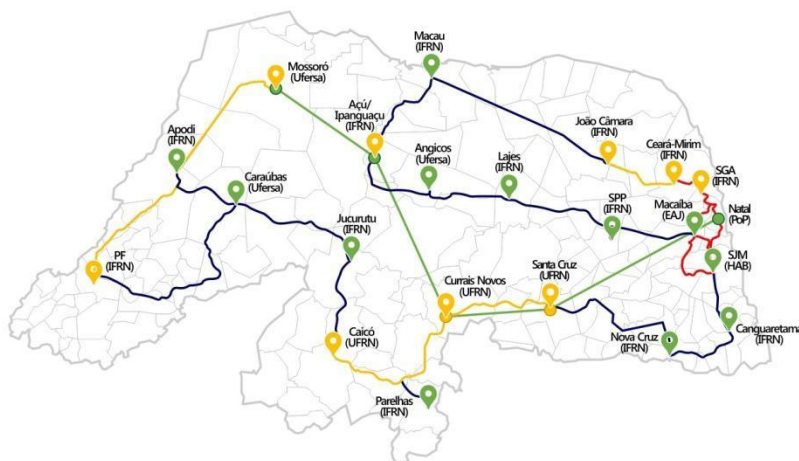 Macau
(IFRN)
Mossoró
(Ufersa)
Açú/
Ipanguaçu
(IFRN)
João Câmara
(IFRN)
Ceará-Mirim
(IFRN)
SGA
(IFRN)
Apodi
(IFRN)
Caraúbas
(Ufersa)
Angicos
(Ufersa)
Lajes
(IFRN)
SPP
(IFRN)
Macaíba
(EAJ)
Natal
(PoP)
Jucurutu
(IFRN)
PF
(IFRN)
SJM
(HAB)
Currais Novos
(UFRN)
Santa Cruz
(UFRN)
Caicó
(UFRN)
Nova Cruz
(IFRN)
Canguaretama
(IFRN)
Parelhas
(IFRN)